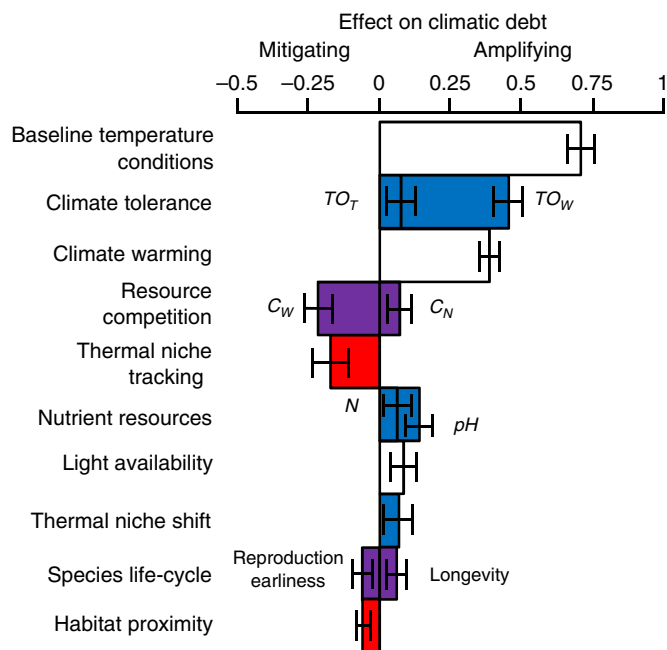 Effect on climatic debt
Mitigating Amplifying
–0.5 –0.25 0 0.25 0.5 0.75 1
Baseline temperature
conditions
Climate tolerance TO_T TO_W
Climate warming
Resource
competition C_W C_N
Thermal niche
tracking
Nutrient resources N pH
Light availability
Thermal niche shift
Species life-cycle Reproduction
earliness Longevity
Habitat proximity